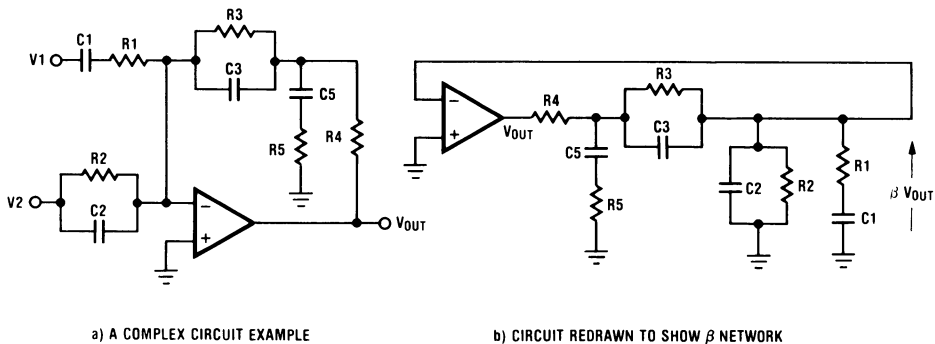 R3
C1 R1
V1
C3
C5
R4
R5
R2
V2
C2
−
+
VOUT
a) A COMPLEX CIRCUIT EXAMPLE
R3
R4
−
+
VOUT
C3
C5
R5
C2
R2
R1
C1
β VOUT
b) CIRCUIT REDRAWN TO SHOW β NETWORK